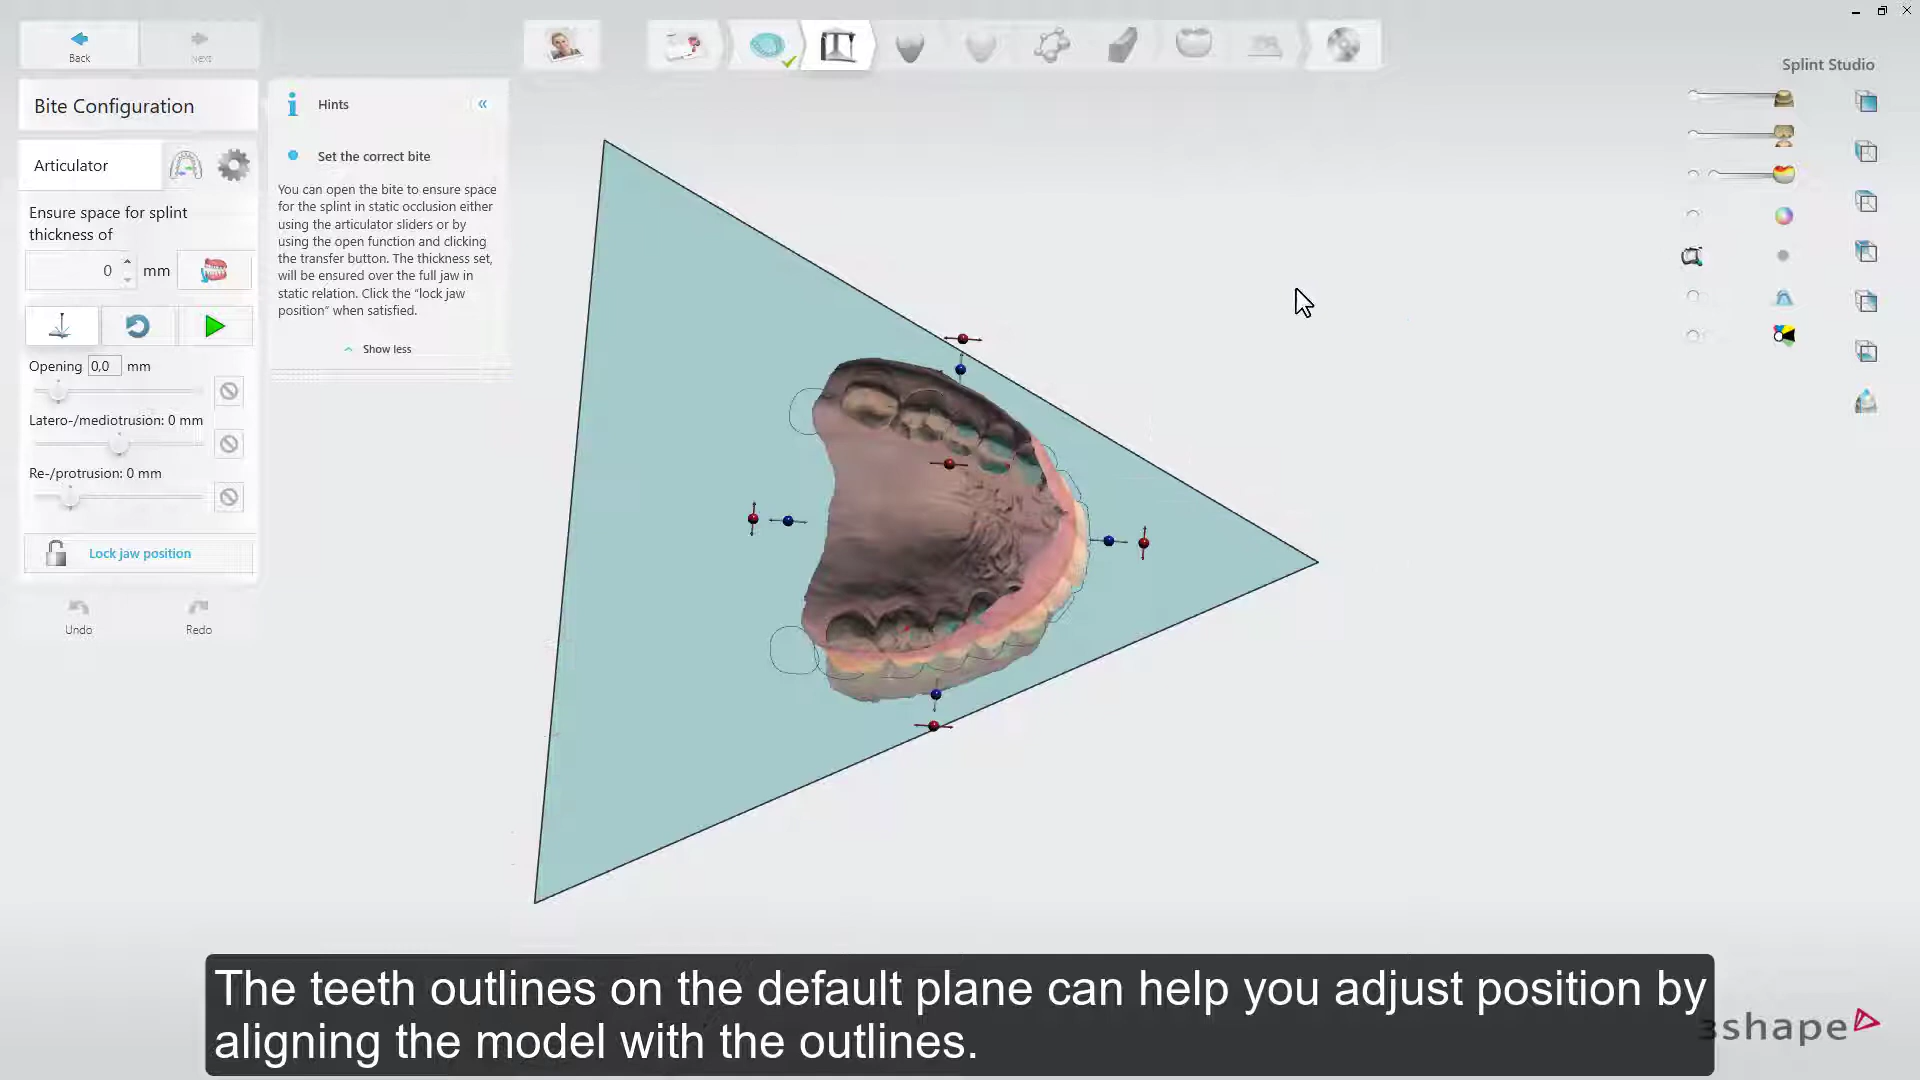 Back
Next
Splint Studio
Bite Configuration
Hints
Articulator
Set the correct bite
You can open the bite to ensure space
for the splint in static occlusion either
using the articulator sliders or by
using the open function and clicking
the transfer button. The thickness set,
will be ensured over the full jaw in
static relation. Click the "lock jaw
position" when satisfied.
Show less
Ensure space for splint
thickness of
0 mm
Opening 0,0 mm
Latero-/mediotrusion: 0 mm
Re-/protrusion: 0 mm
Lock jaw position
Undo
Redo
The teeth outlines on the default plane can help you adjust position by
aligning the model with the outlines.
3shape